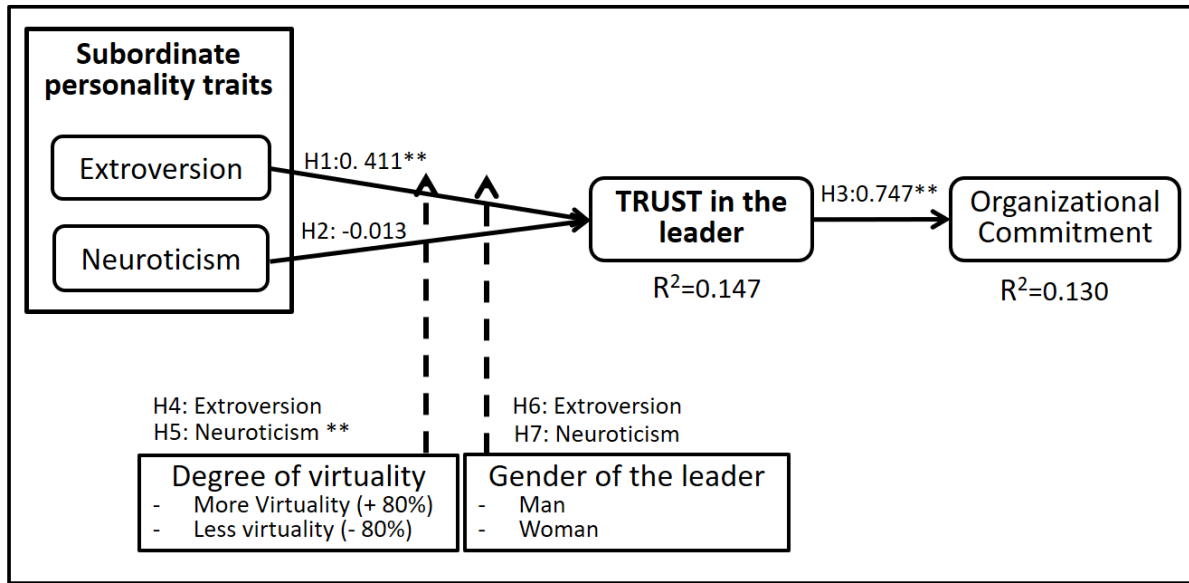 Subordinate
personality traits
Extroversion
Neuroticism
H1:0. 411**
H2: -0.013
TRUST in the
leader
R²=0.147
H3:0.747**
Organizational
Commitment
R²=0.130
H4: Extroversion
H5: Neuroticism **
Degree of virtuality
- More Virtuality (+ 80%)
- Less virtuality (- 80%)
H6: Extroversion
H7: Neuroticism
Gender of the leader
- Man
- Woman